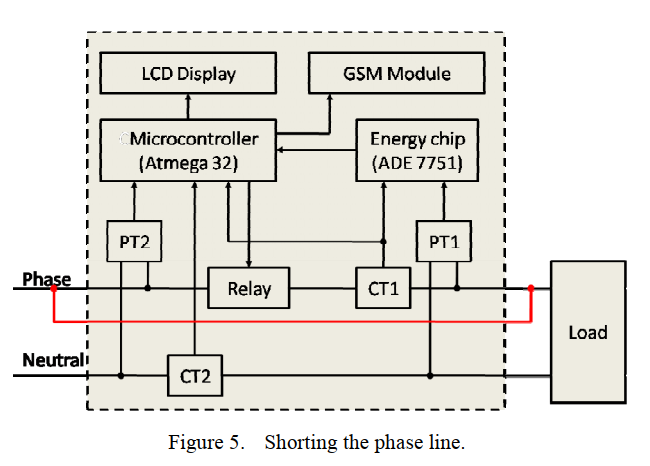 LCD Display
GSM Module
Microcontroller
(Atmega 32)
Energy chip
(ADE 7751)
PT2
PT1
Phase
Relay
CT1
Load
Neutral
CT2
Figure 5. Shorting the phase line.